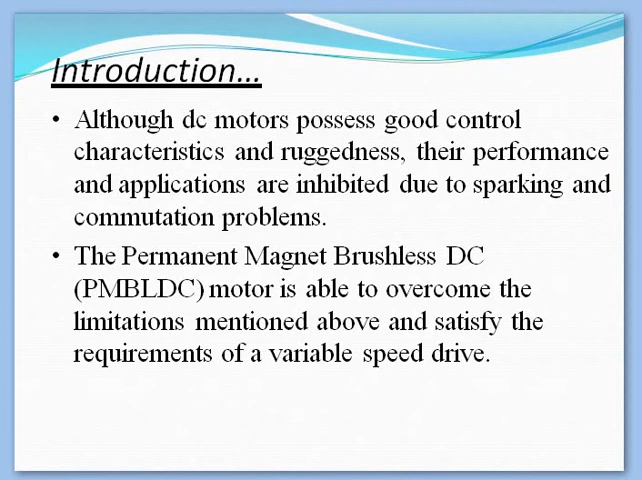 Introduction...
• Although dc motors possess good control
characteristics and ruggedness, their performance
and applications are inhibited due to sparking and
commutation problems.
• The Permanent Magnet Brushless DC
(PMBLDC) motor is able to overcome the
limitations mentioned above and satisfy the
requirements of a variable speed drive.